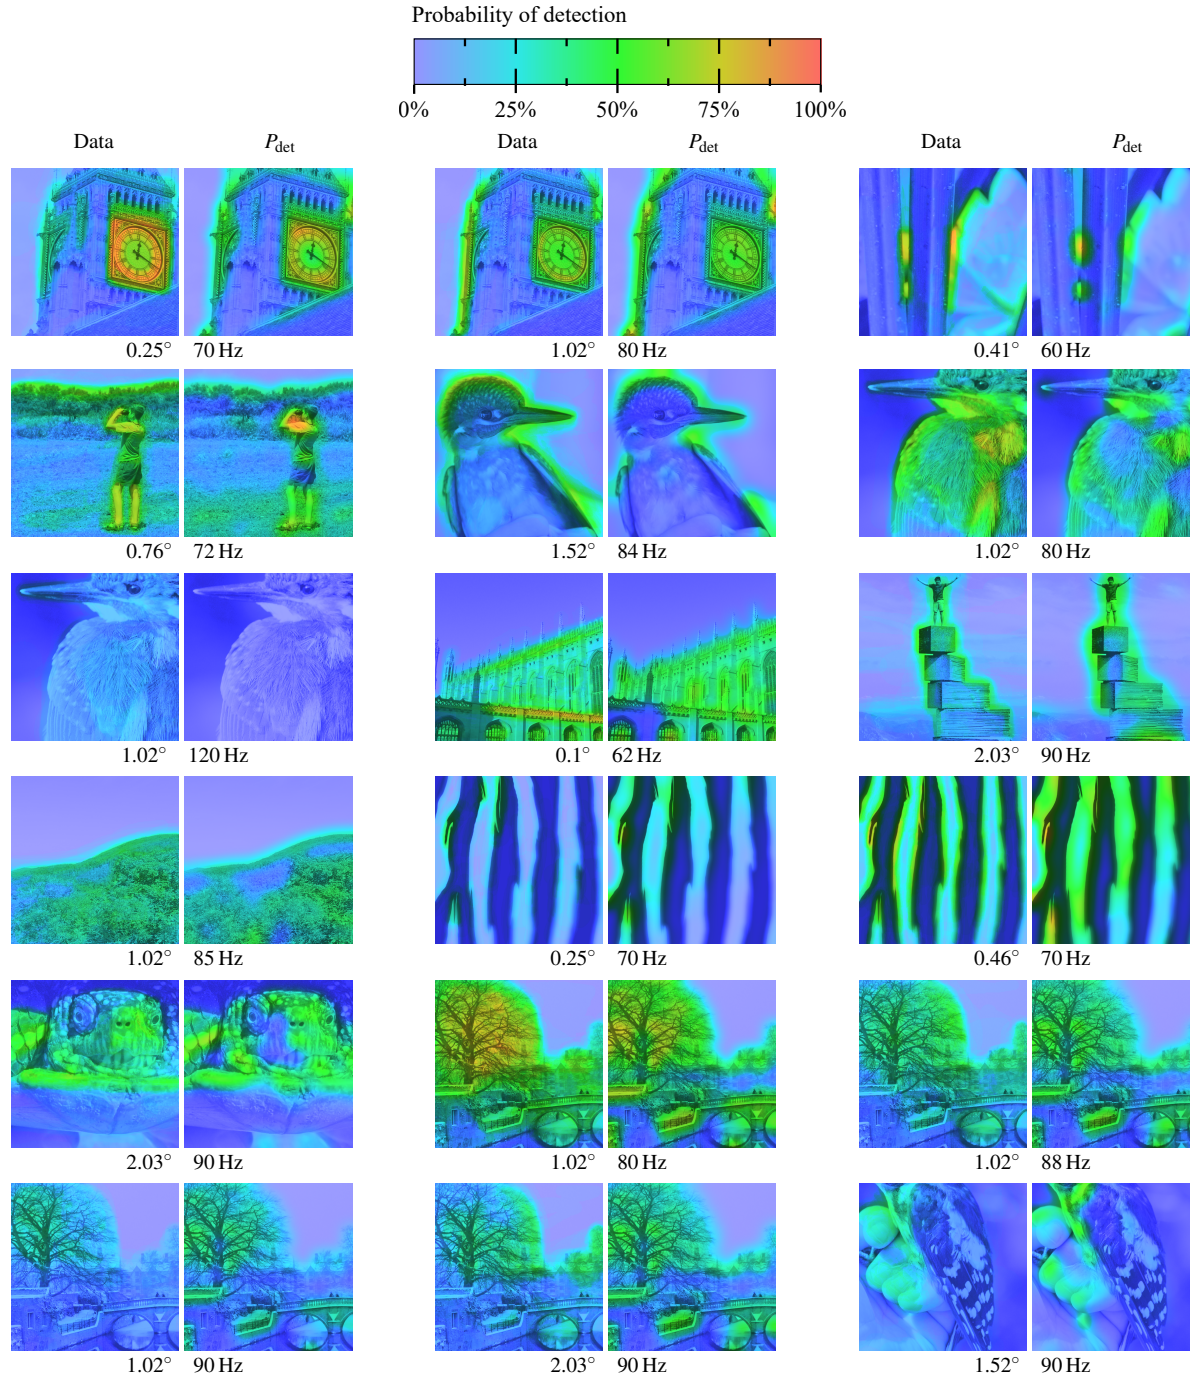 Probability of detection
0% 25% 50% 75% 100%
Data P_det Data P_det Data P_det
0.25° 70 Hz 1.02° 80 Hz 0.41° 60 Hz
0.76° 72 Hz 1.52° 84 Hz 1.02° 80 Hz
1.02° 120 Hz 0.1° 62 Hz 2.03° 90 Hz
1.02° 85 Hz 0.25° 70 Hz 0.46° 70 Hz
2.03° 90 Hz 1.02° 80 Hz 1.02° 88 Hz
1.02° 90 Hz 2.03° 90 Hz 1.52° 90 Hz